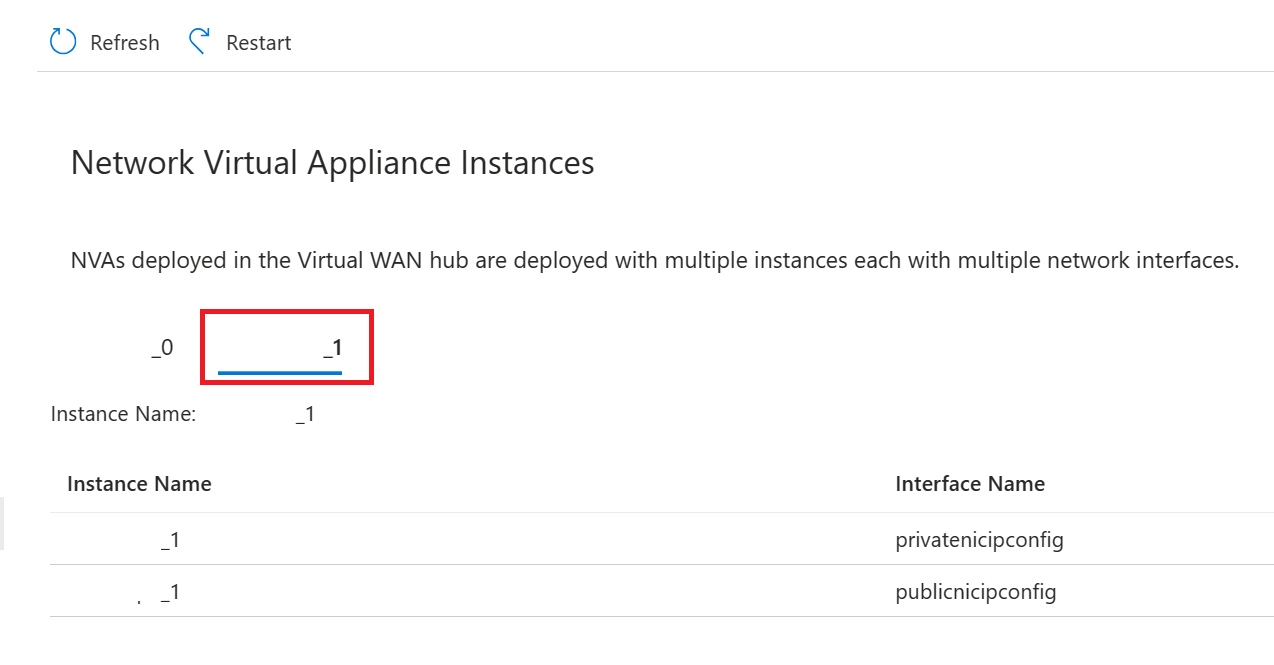 Refresh Restart
Network Virtual Appliance Instances
NVAs deployed in the Virtual WAN hub are deployed with multiple instances each with multiple network interfaces.
_0 _1
Instance Name: _1
Instance Name Interface Name
_1 privatenicipconfig
. _1 publicnicipconfig